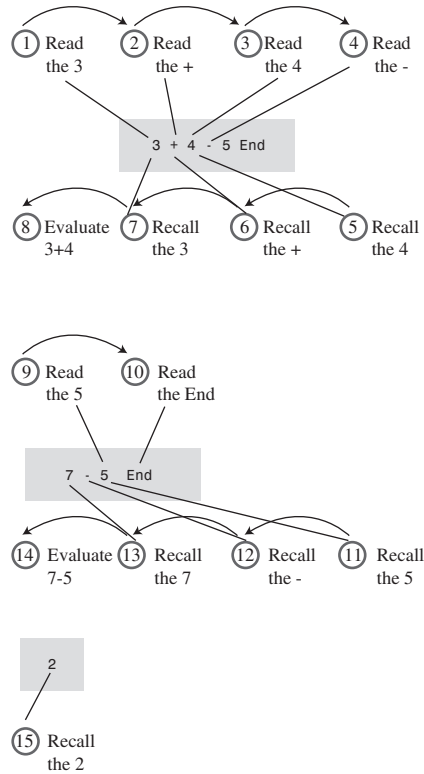 1 Read the 3
2 Read the +
3 Read the 4
4 Read the -
3 + 4 - 5 End
8 Evaluate 3+4
7 Recall the 3
6 Recall the +
5 Recall the 4
9 Read the 5
10 Read the End
7 - 5 End
14 Evaluate 7-5
13 Recall the 7
12 Recall the -
11 Recall the 5
2
15 Recall the 2